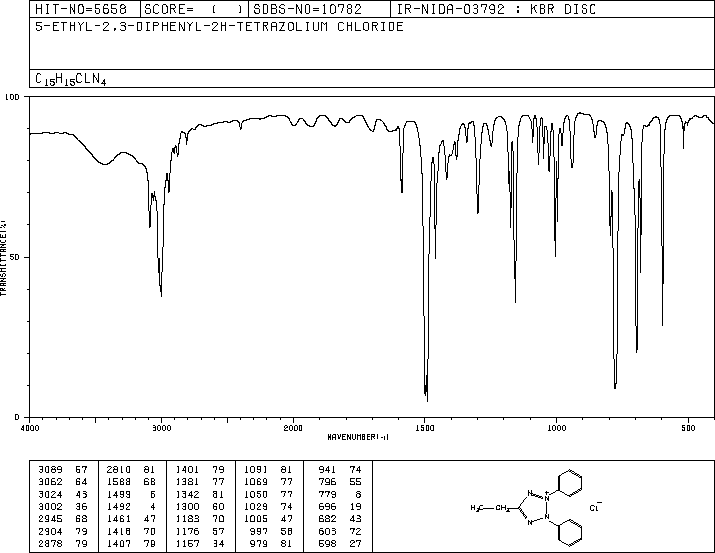 HIT-NO=5658 SCORE= ( ) SDBS-NO=10782 IR-NIDA-03792 : KBR DISC
5-ETHYL-2,3-DIPHENYL-2H-TETRAZOLIUM CHLORIDE
C15H15CLN4
100
50
0
TRANSMITTANCE(%)
4000 3000 2000 1500 1000 500
WAVENUMBER(-1)
3089 57 2810 81 1401 79 1091 81 941 74
3062 64 1588 68 1381 77 1069 77 796 55
3024 43 1499 6 1342 81 1050 77 779 8
3002 36 1492 4 1300 60 1029 74 696 19
2945 68 1461 47 1183 70 1005 47 682 43
2904 79 1418 70 1176 57 997 58 603 72
2878 79 1407 79 1157 34 979 81 598 27
H3C CH2 N N+ N N Cl−